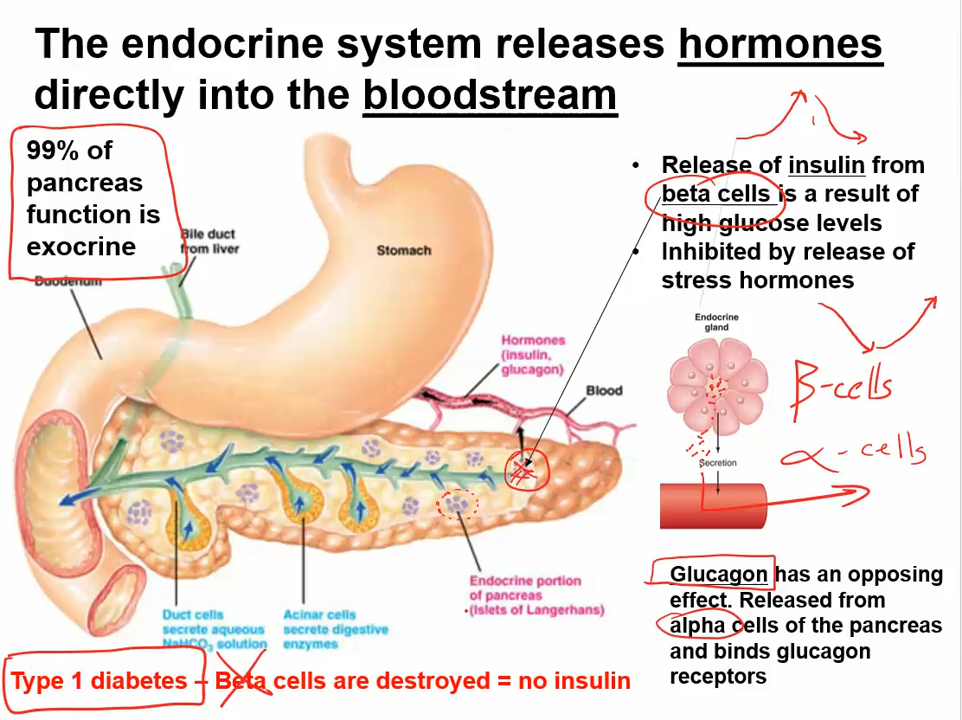 The endocrine system releases hormones
directly into the bloodstream
99% of
pancreas
function is
exocrine
Bile duct
from liver
Duodenum
Stomach
Hormones
(insulin,
glucagon)
Blood
Endocrine portion
of pancreas
(Islets of Langerhans)
Duct cells
secrete aqueous
NaHCO₃ solution
Acinar cells
secrete digestive
enzymes
Type 1 diabetes – Beta cells are destroyed = no insulin
• Release of insulin from
beta cells is a result of
high glucose levels
• Inhibited by release of
stress hormones
Endocrine
gland
β-cells
α-cells
Secretion
Glucagon has an opposing
effect. Released from
alpha cells of the pancreas
and binds glucagon
receptors